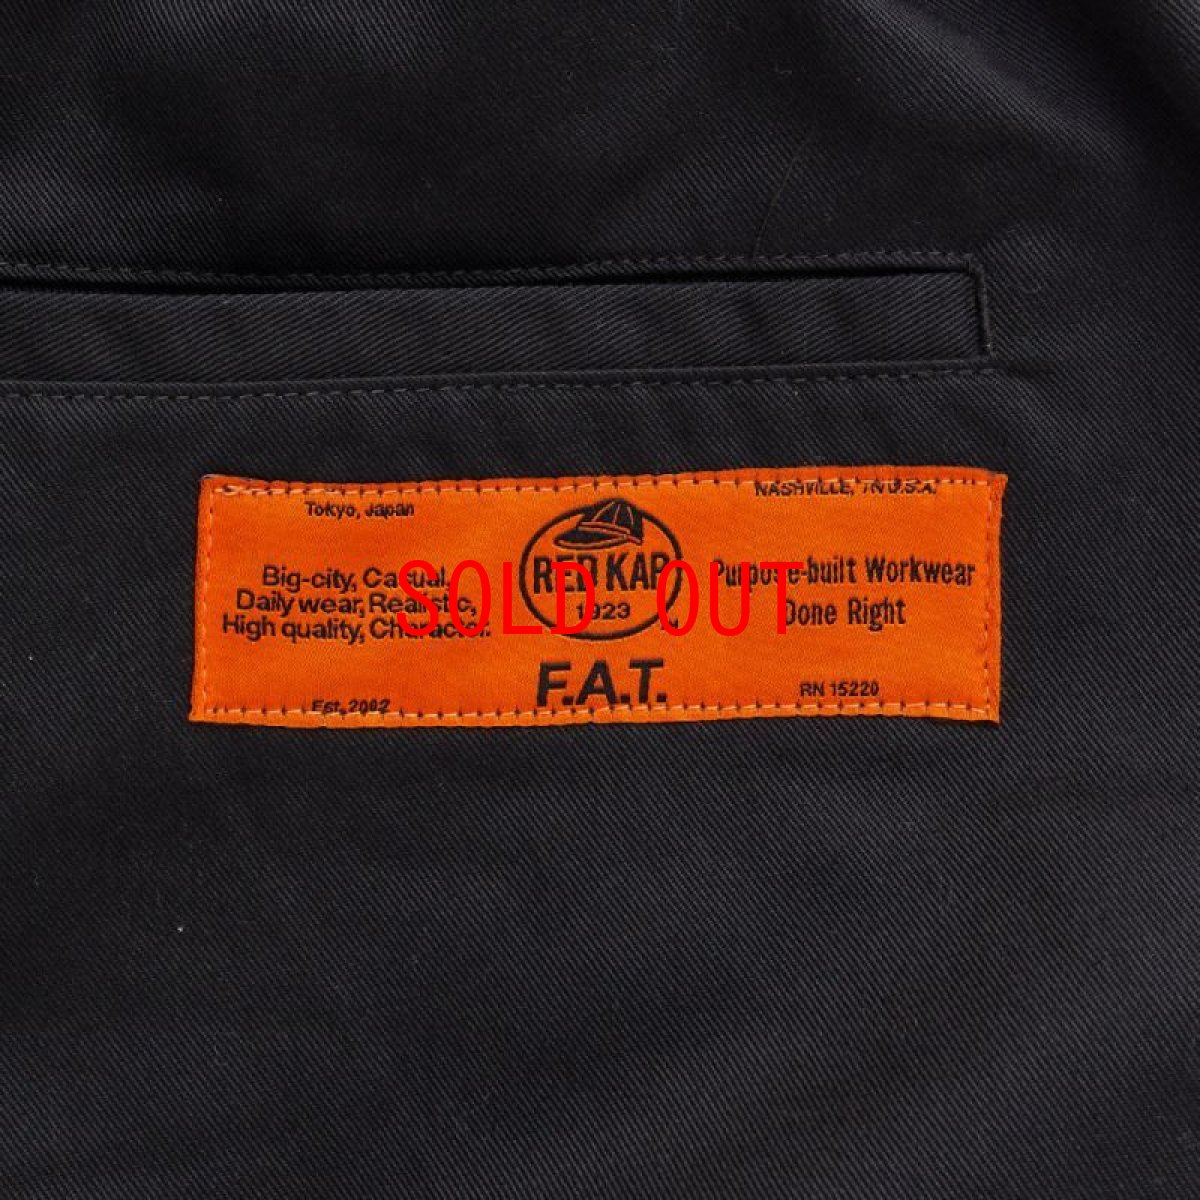 Tokyo, Japan
Big-city, Casual,
Daily wear, Realistic,
High quality, Character.
Est. 2002
RED KAP
1923
F.A.T.
NASHVILLE, TN U.S.A.
Purpose-built Workwear
Done Right
RN 15220
SOLD OUT